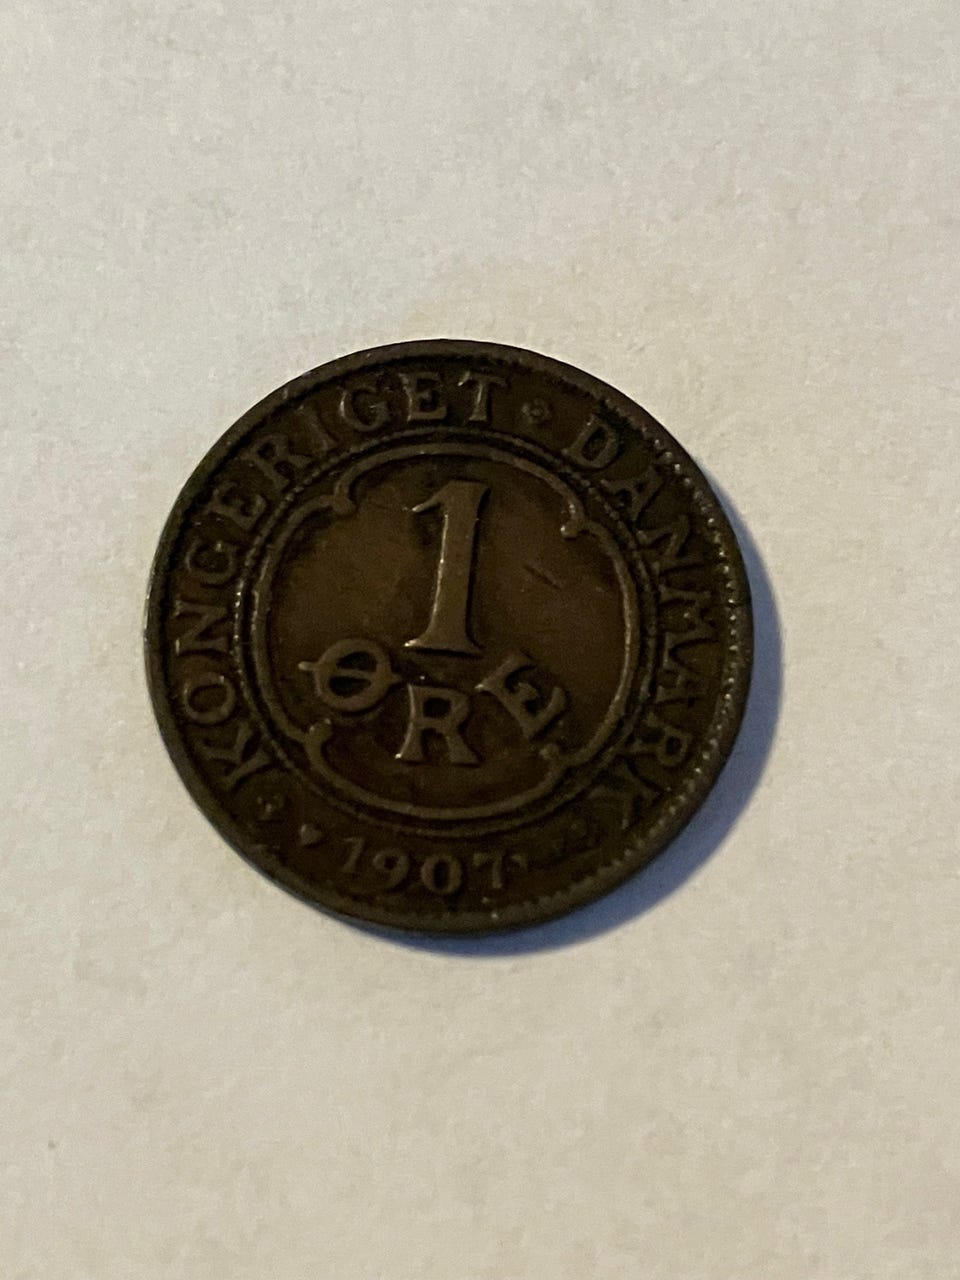 KONGERIGET DANMARK
1
ØRE
1907